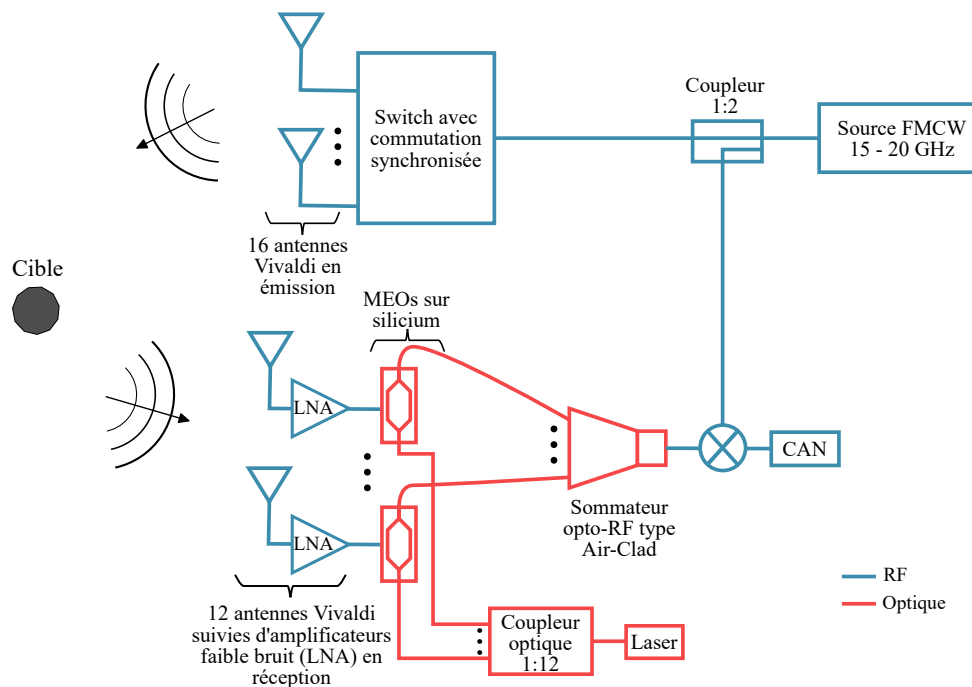 Coupleur
1:2
Switch avec
commutation
synchronisée
Source FMCW
15 - 20 GHz
16 antennes
Vivaldi en
émission
Cible
MEOs sur
silicium
LNA
CAN
LNA
Sommateur
opto-RF type
Air-Clad
RF
Optique
12 antennes Vivaldi
suivies d'amplificateurs
faible bruit (LNA) en
réception
Coupleur
optique
1:12
Laser